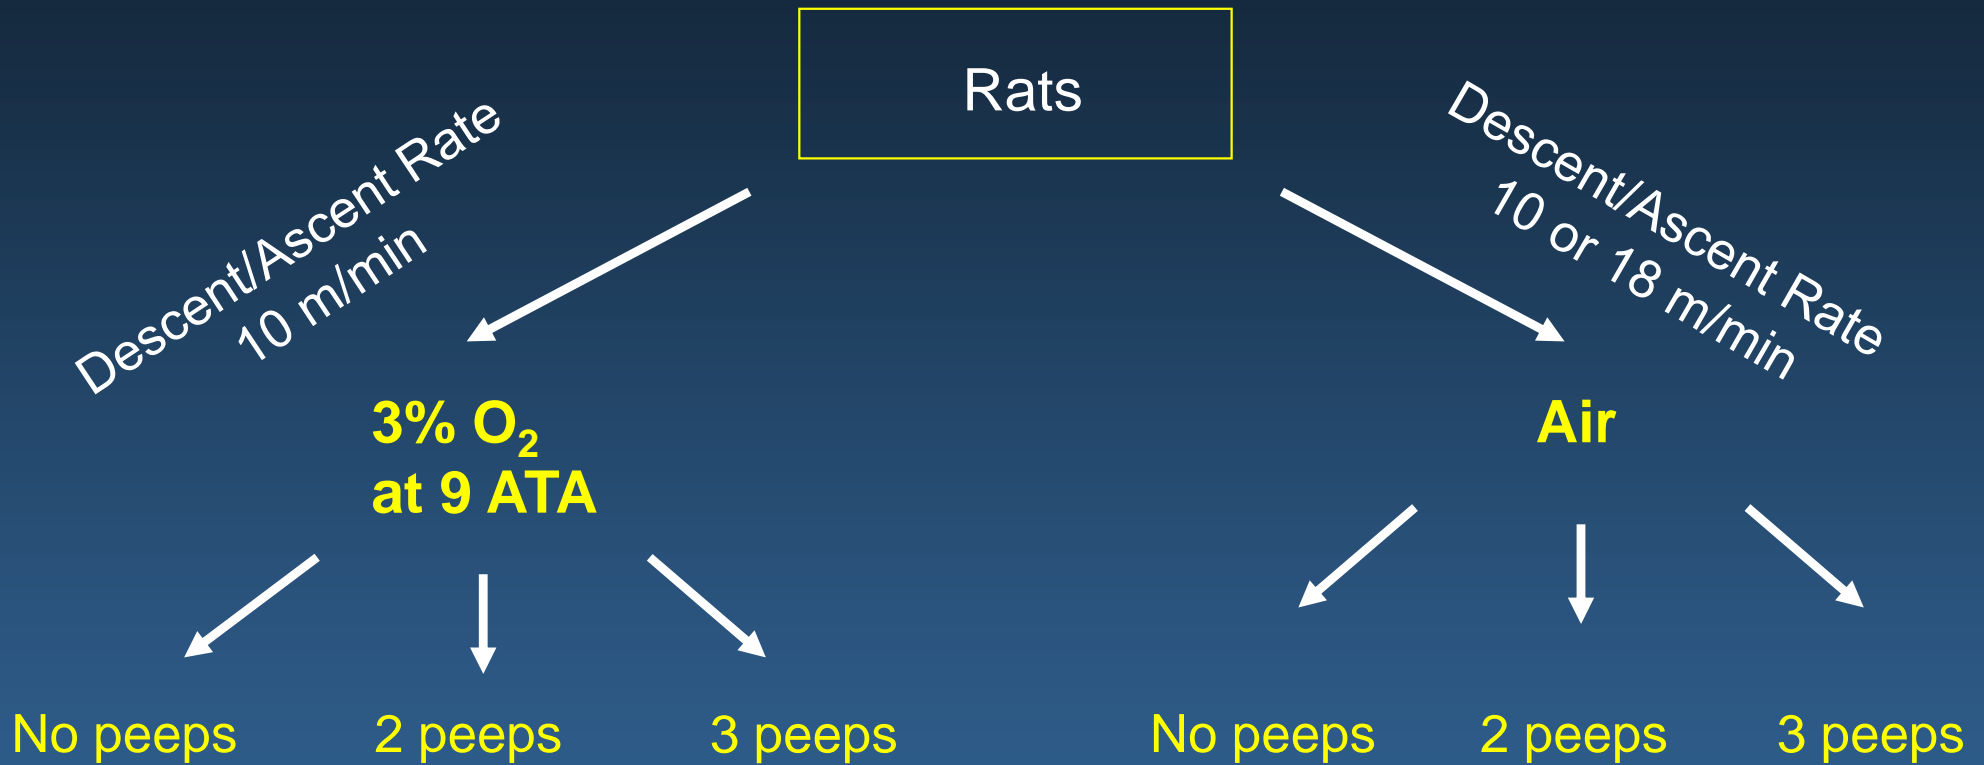 Rats
Descent/Ascent Rate
10 m/min
Descent/Ascent Rate
10 or 18 m/min
3% O₂
at 9 ATA
Air
No peeps
2 peeps
3 peeps
No peeps
2 peeps
3 peeps